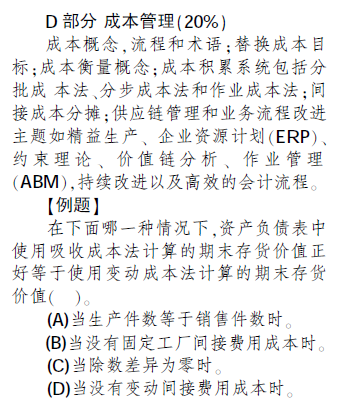 D 部分 成本管理(20%)
成本概念,流程和术语;替换成本目
标;成本衡量概念;成本积累系统包括分
批成 本法、分步成本法和作业成本法;间
接成本分摊;供应链管理和业务流程改进
主题如精益生产、企业资源计划(ERP)、
约束理论、价值链分析、作业管理
(ABM),持续改进以及高效的会计流程。
【例题】
在下面哪一种情况下,资产负债表中
使用吸收成本法计算的期末存货价值正
好等于使用变动成本法计算的期末存货
价值( )。
(A)当生产件数等于销售件数时。
(B)当没有固定工厂间接费用成本时。
(C)当除数差异为零时。
(D)当没有变动间接费用成本时。